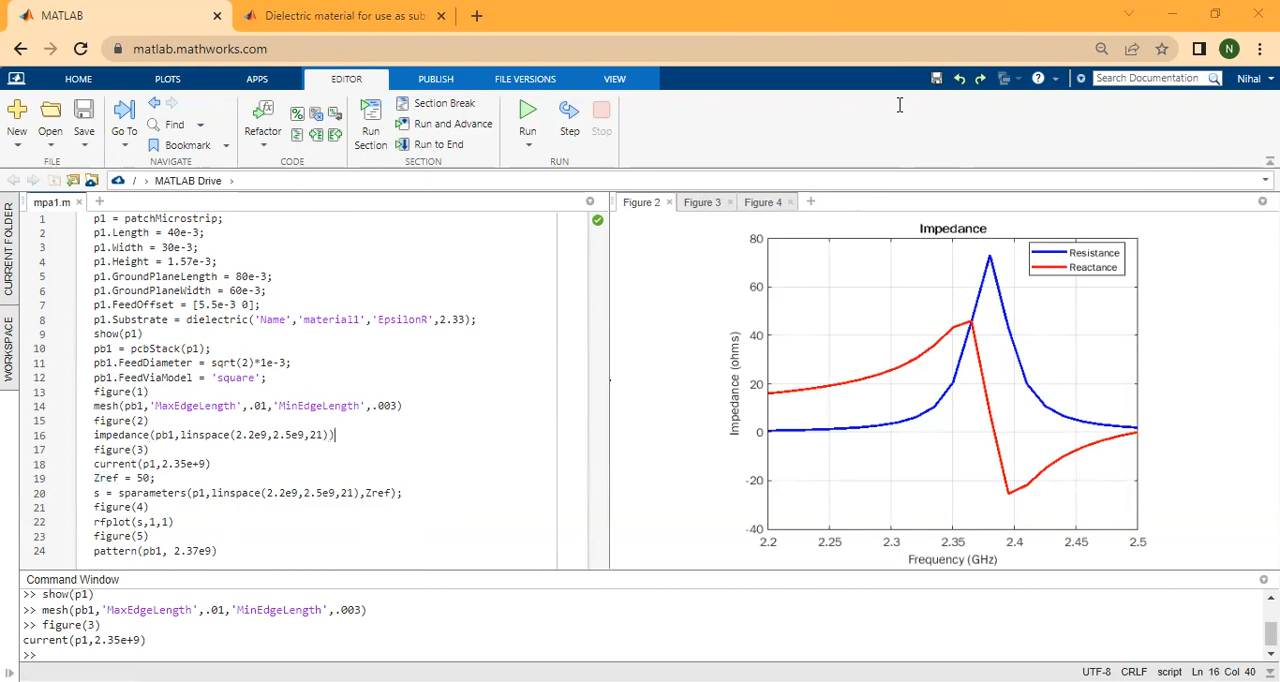 MATLAB
Dielectric material for use as sub
matlab.mathworks.com
N
HOME PLOTS APPS EDITOR PUBLISH FILE VERSIONS VIEW
Search Documentation
Nihal
New Open Save
Go To
Find
Bookmark
Refactor
Run Section
Section Break
Run and Advance
Run to End
Run Step Stop
FILE NAVIGATE CODE SECTION RUN
/ › MATLAB Drive ›
CURRENT FOLDER
WORKSPACE
mpa1.m
1 p1 = patchMicrostrip;
2 p1.Length = 40e-3;
3 p1.Width = 30e-3;
4 p1.Height = 1.57e-3;
5 p1.GroundPlaneLength = 80e-3;
6 p1.GroundPlaneWidth = 60e-3;
7 p1.FeedOffset = [5.5e-3 0];
8 p1.Substrate = dielectric('Name','material1','EpsilonR',2.33);
9 show(p1)
10 pb1 = pcbStack(p1);
11 pb1.FeedDiameter = sqrt(2)*1e-3;
12 pb1.FeedViaModel = 'square';
13 figure(1)
14 mesh(pb1,'MaxEdgeLength',.01,'MinEdgeLength',.003)
15 figure(2)
16 impedance(pb1,linspace(2.2e9,2.5e9,21))
17 figure(3)
18 current(p1,2.35e+9)
19 Zref = 50;
20 s = sparameters(p1,linspace(2.2e9,2.5e9,21),Zref);
21 figure(4)
22 rfplot(s,1,1)
23 figure(5)
24 pattern(pb1, 2.37e9)
Figure 2 Figure 3 Figure 4
Impedance
Resistance
Reactance
Impedance (ohms)
80
60
40
20
0
-20
-40
2.2 2.25 2.3 2.35 2.4 2.45 2.5
Frequency (GHz)
Command Window
>> show(p1)
>> mesh(pb1,'MaxEdgeLength',.01,'MinEdgeLength',.003)
>> figure(3)
current(p1,2.35e+9)
>>
UTF-8 CRLF script Ln 16 Col 40